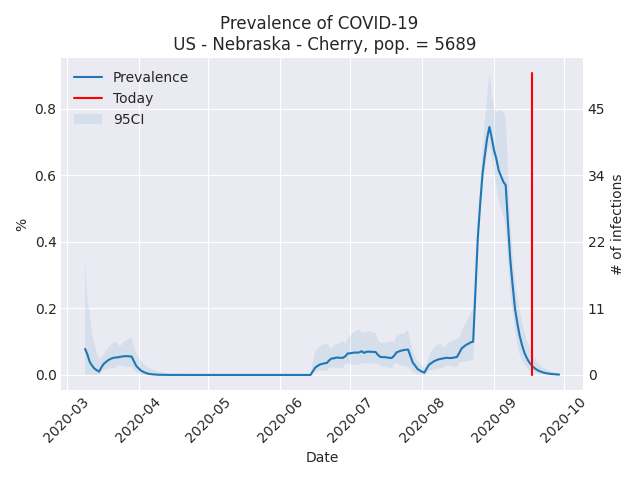 Prevalence of COVID-19
US - Nebraska - Cherry, pop. = 5689
Prevalence
Today
95CI
%
0.8
0.6
0.4
0.2
0.0
# of infections
45
34
22
11
0
2020-03
2020-04
2020-05
2020-06
2020-07
2020-08
2020-09
2020-10
Date